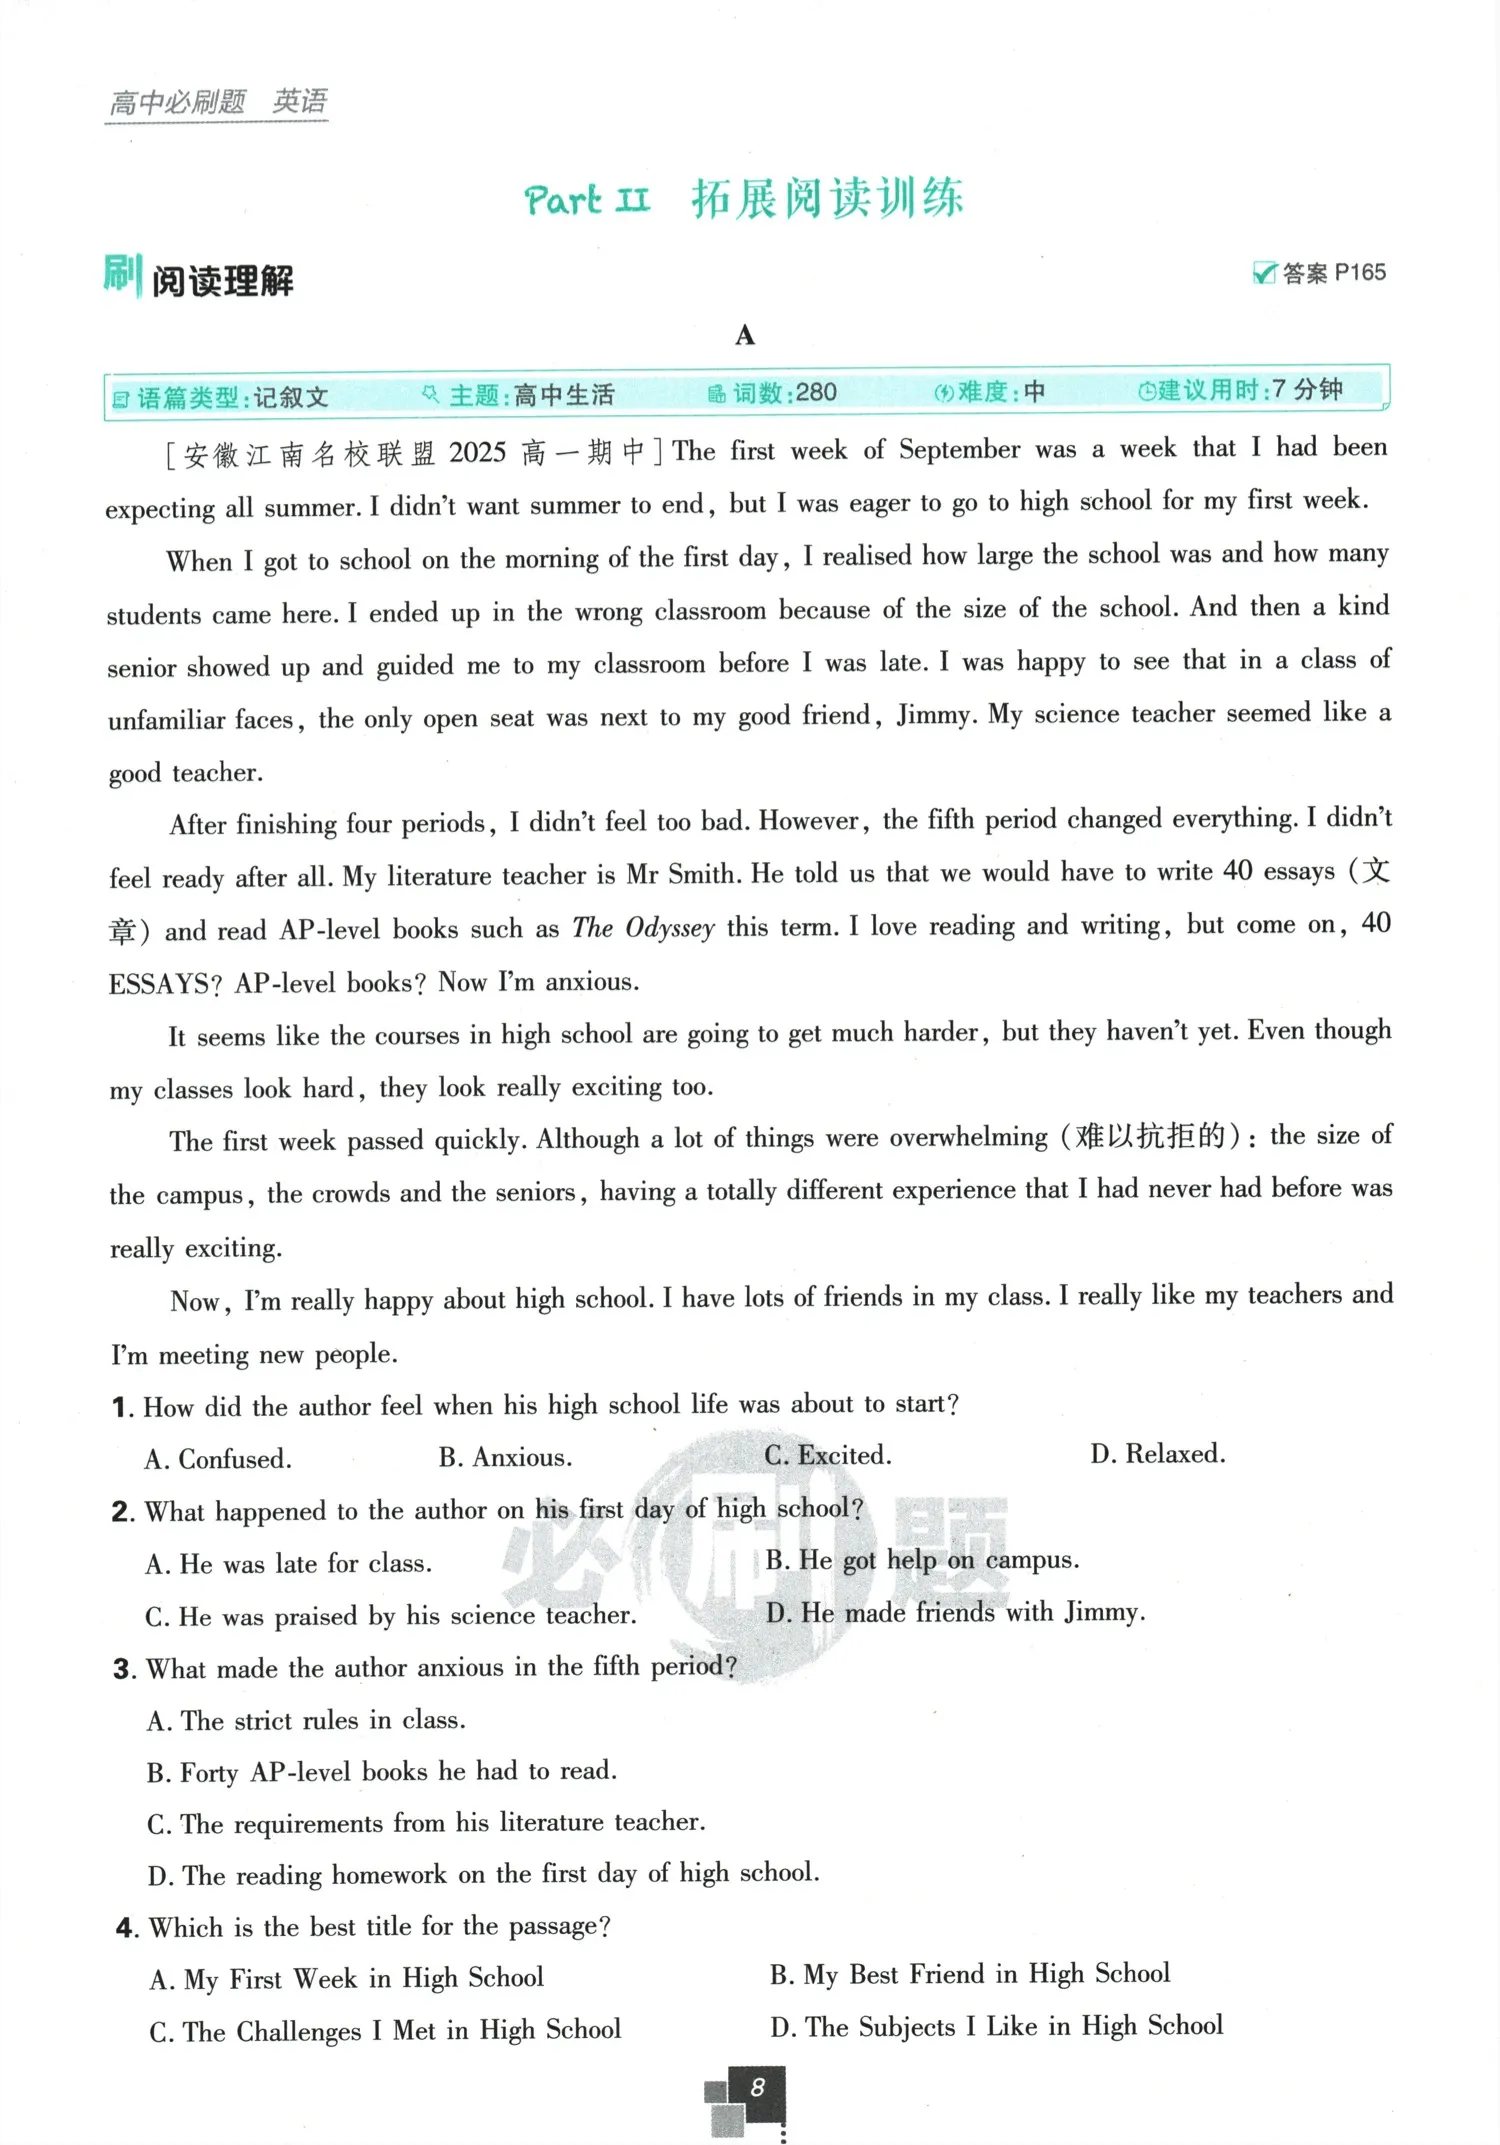 高中必刷题 英语
Part II 拓展阅读训练
刷 阅读理解
答案 P165
A
语篇类型:记叙文 主题:高中生活 词数:280 难度:中 建议用时:7 分钟
[安徽江南名校联盟 2025 高一期中] The first week of September was a week that I had been
expecting all summer. I didn't want summer to end, but I was eager to go to high school for my first week.
When I got to school on the morning of the first day, I realised how large the school was and how many
students came here. I ended up in the wrong classroom because of the size of the school. And then a kind
senior showed up and guided me to my classroom before I was late. I was happy to see that in a class of
unfamiliar faces, the only open seat was next to my good friend, Jimmy. My science teacher seemed like a
good teacher.
After finishing four periods, I didn't feel too bad. However, the fifth period changed everything. I didn't
feel ready after all. My literature teacher is Mr Smith. He told us that we would have to write 40 essays (文
章) and read AP-level books such as The Odyssey this term. I love reading and writing, but come on, 40
ESSAYS? AP-level books? Now I'm anxious.
It seems like the courses in high school are going to get much harder, but they haven't yet. Even though
my classes look hard, they look really exciting too.
The first week passed quickly. Although a lot of things were overwhelming (难以抗拒的): the size of
the campus, the crowds and the seniors, having a totally different experience that I had never had before was
really exciting.
Now, I'm really happy about high school. I have lots of friends in my class. I really like my teachers and
I'm meeting new people.
1. How did the author feel when his high school life was about to start?
A. Confused. B. Anxious. C. Excited. D. Relaxed.
2. What happened to the author on his first day of high school?
A. He was late for class. B. He got help on campus.
C. He was praised by his science teacher. D. He made friends with Jimmy.
3. What made the author anxious in the fifth period?
A. The strict rules in class.
B. Forty AP-level books he had to read.
C. The requirements from his literature teacher.
D. The reading homework on the first day of high school.
4. Which is the best title for the passage?
A. My First Week in High School B. My Best Friend in High School
C. The Challenges I Met in High School D. The Subjects I Like in High School
必刷题
8